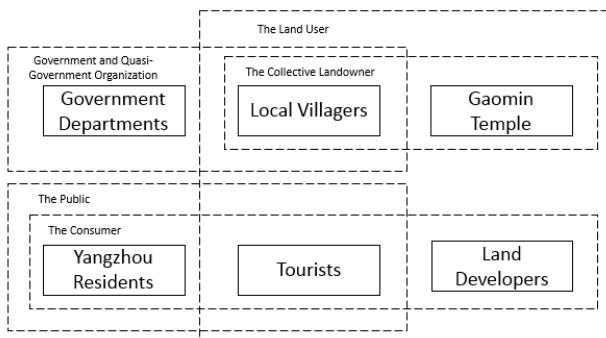 The Land User
Government and Quasi-
Government Organization
The Collective Landowner
Government
Departments
Local Villagers
Gaomin
Temple
The Public
The Consumer
Yangzhou
Residents
Tourists
Land
Developers